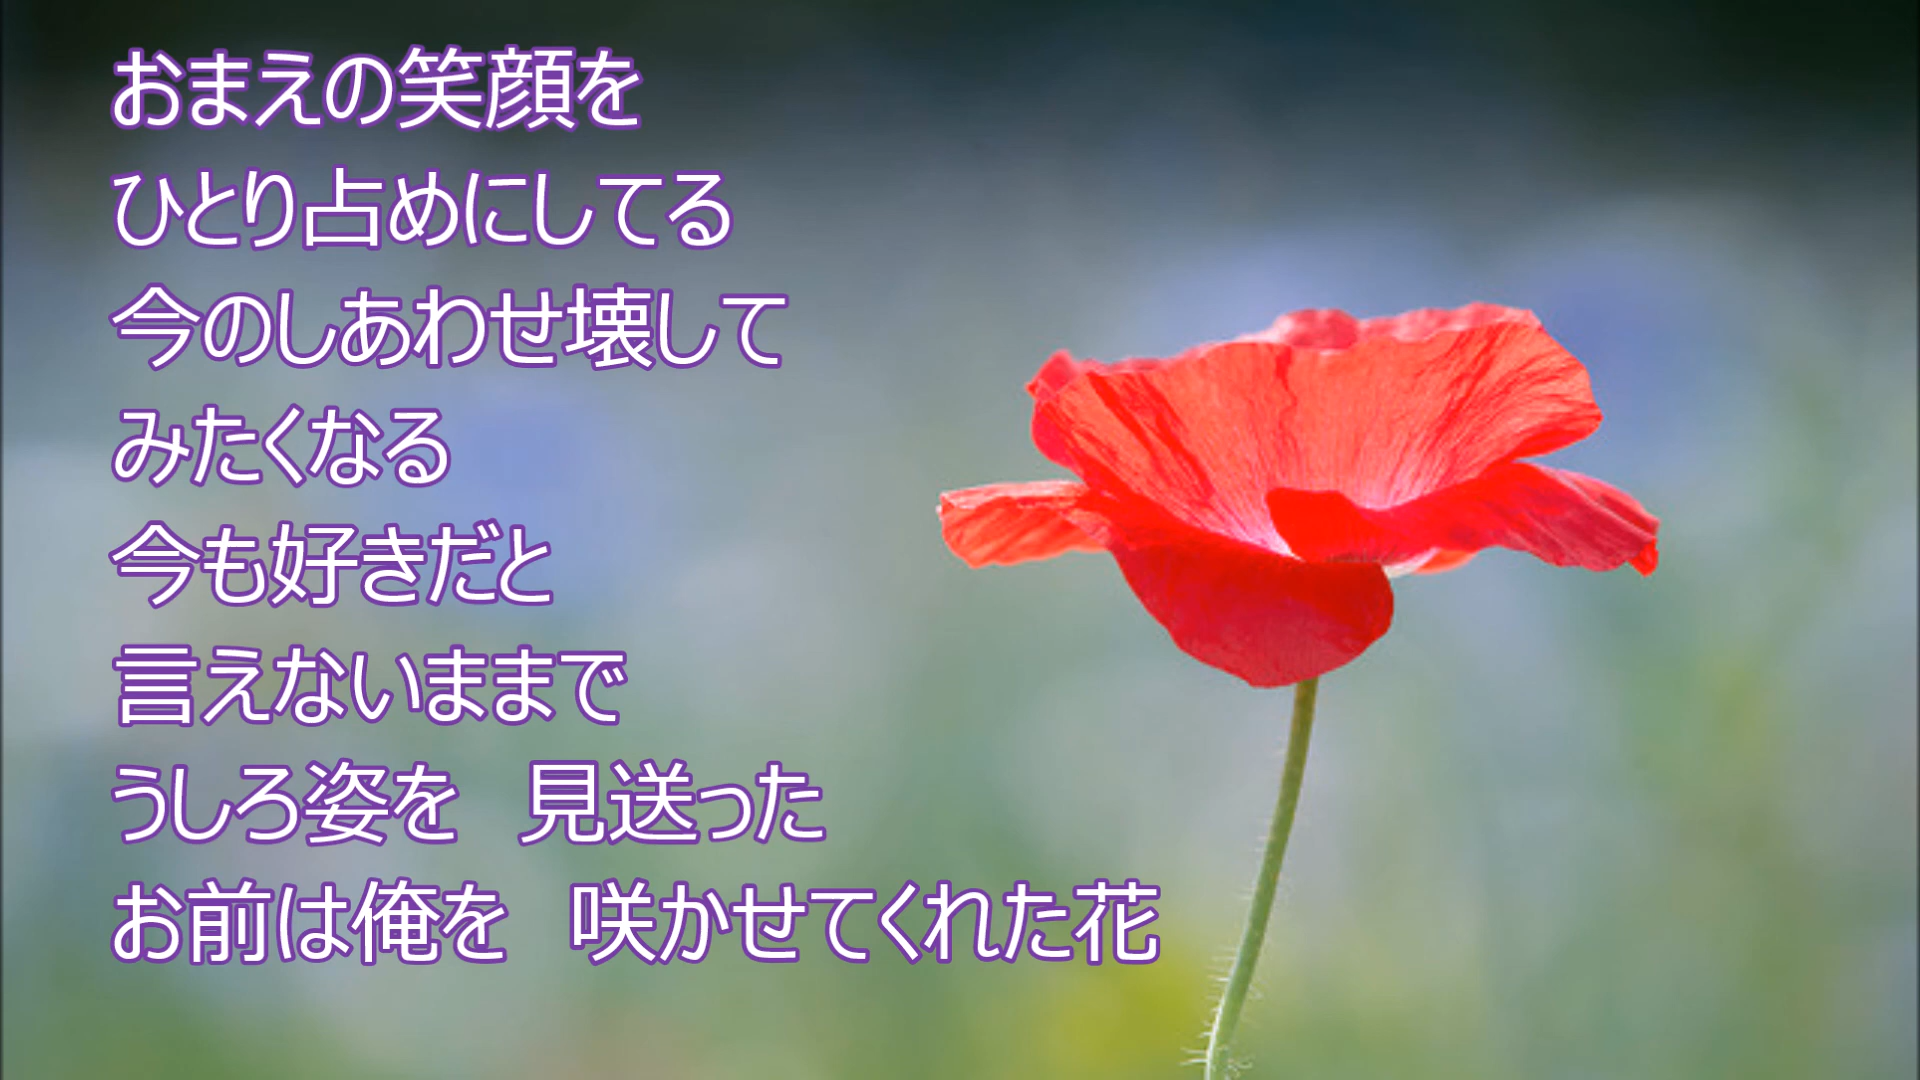 おまえの笑顔を
ひとり占めにしてる
今のしあわせ壊して
みたくなる
今も好きだと
言えないままで
うしろ姿を　見送った
お前は俺を　咲かせてくれた花